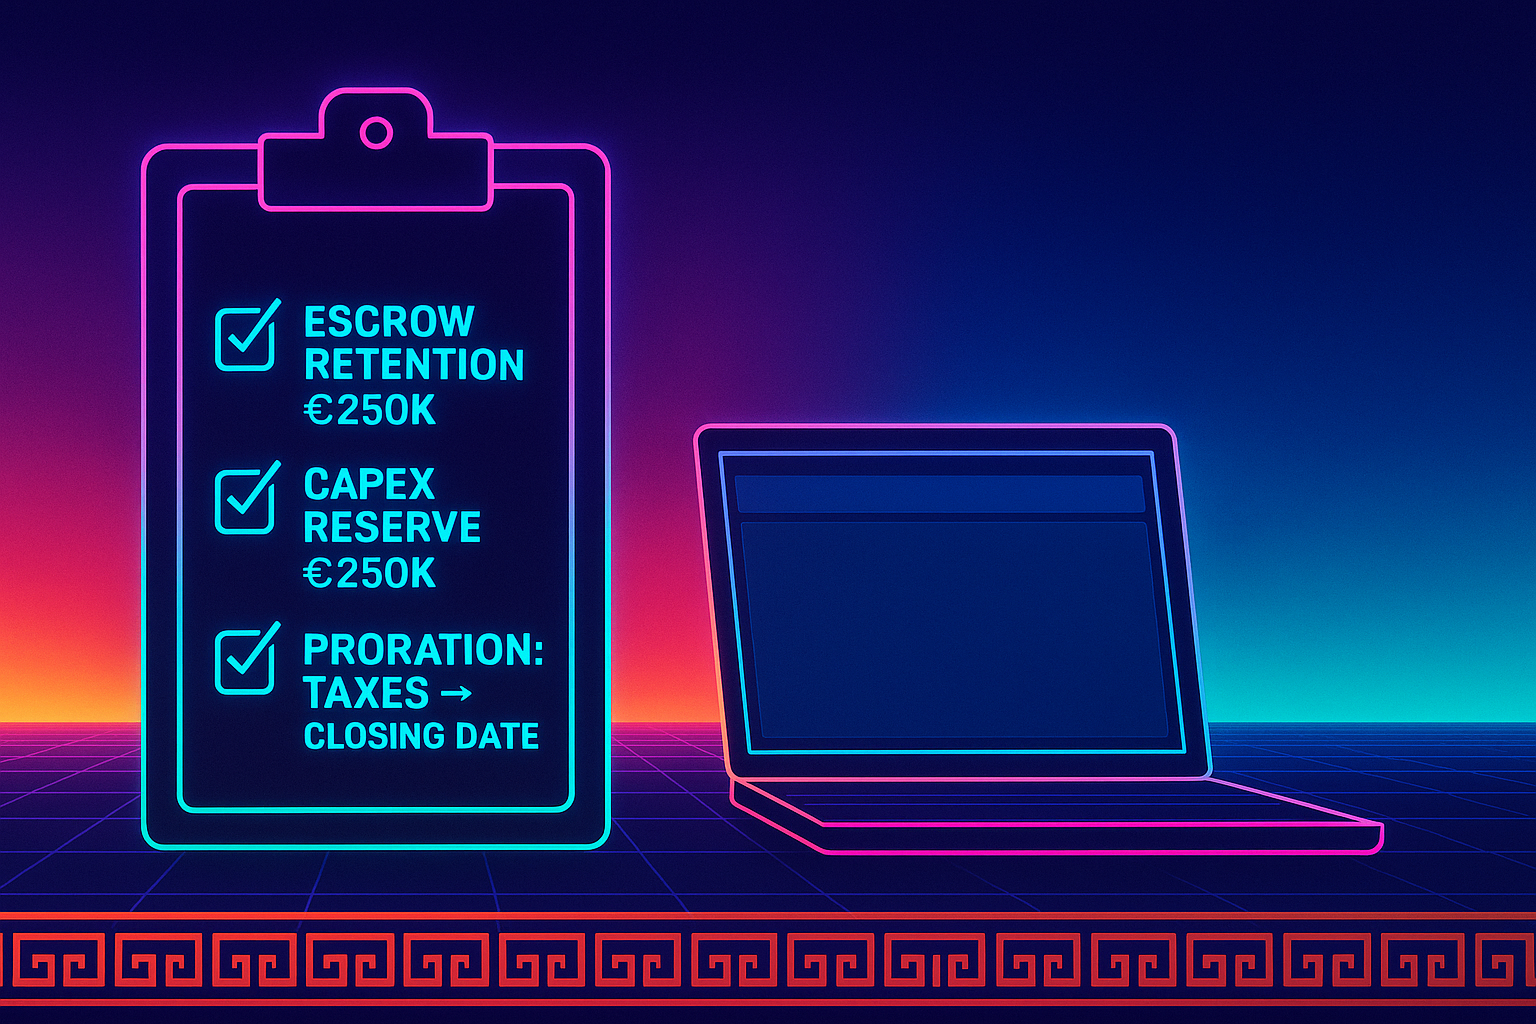 ESCROW
RETENTION
€250K
CAPEX
RESERVE
€250K
PRORATION:
TAXES →
CLOSING DATE